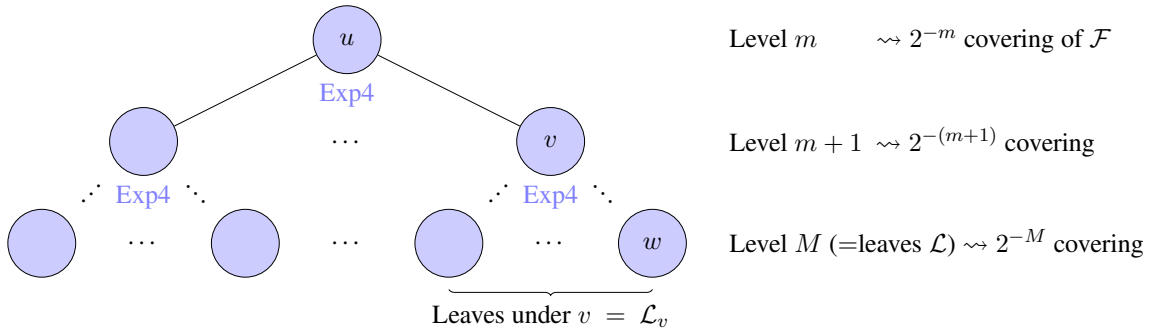 u
Level m ⇝ 2^{-m} covering of ℱ
Exp4
⋯
v
Level m + 1 ⇝ 2^{-(m+1)} covering
Exp4
Exp4
⋯
⋯
⋯
w
Level M (=leaves ℒ) ⇝ 2^{-M} covering
Leaves under v = ℒ_v